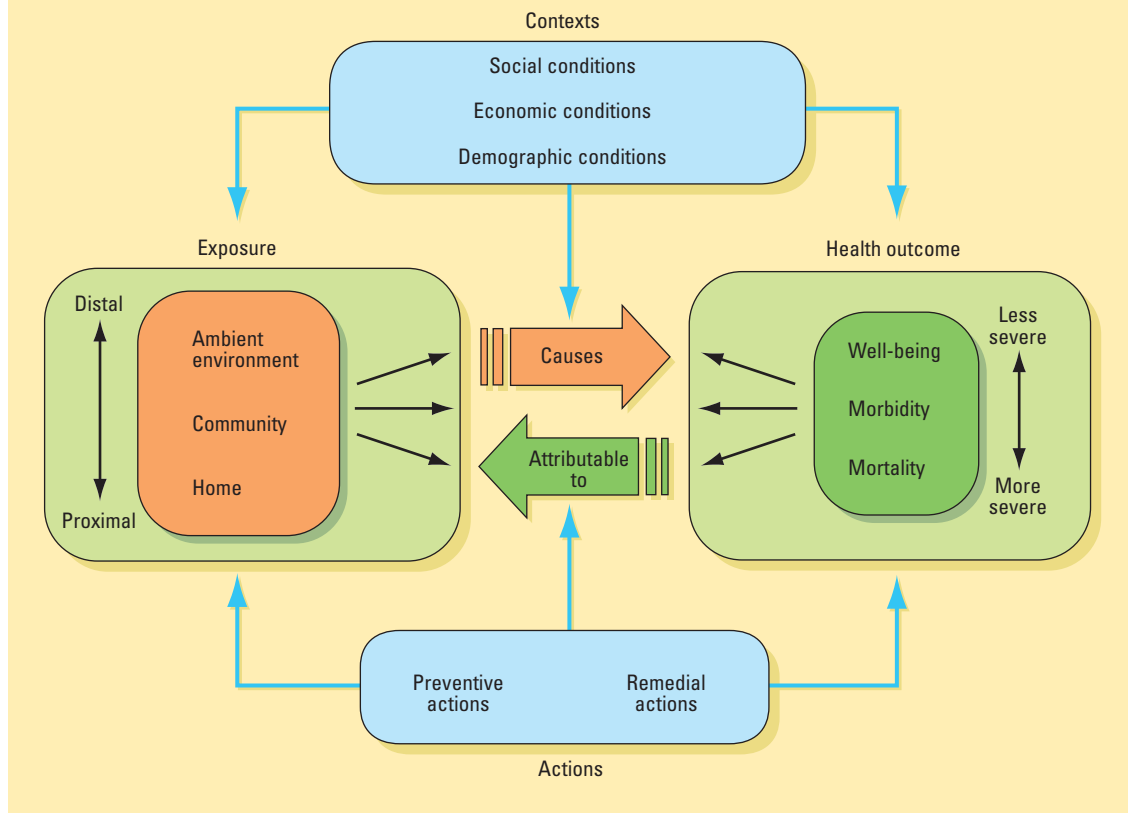 Contexts
Social conditions
Economic conditions
Demographic conditions
Exposure
Distal
Ambient
environment
Community
Home
Proximal
Causes
Attributable
to
Health outcome
Well-being
Morbidity
Mortality
Less
severe
More
severe
Preventive
actions
Remedial
actions
Actions